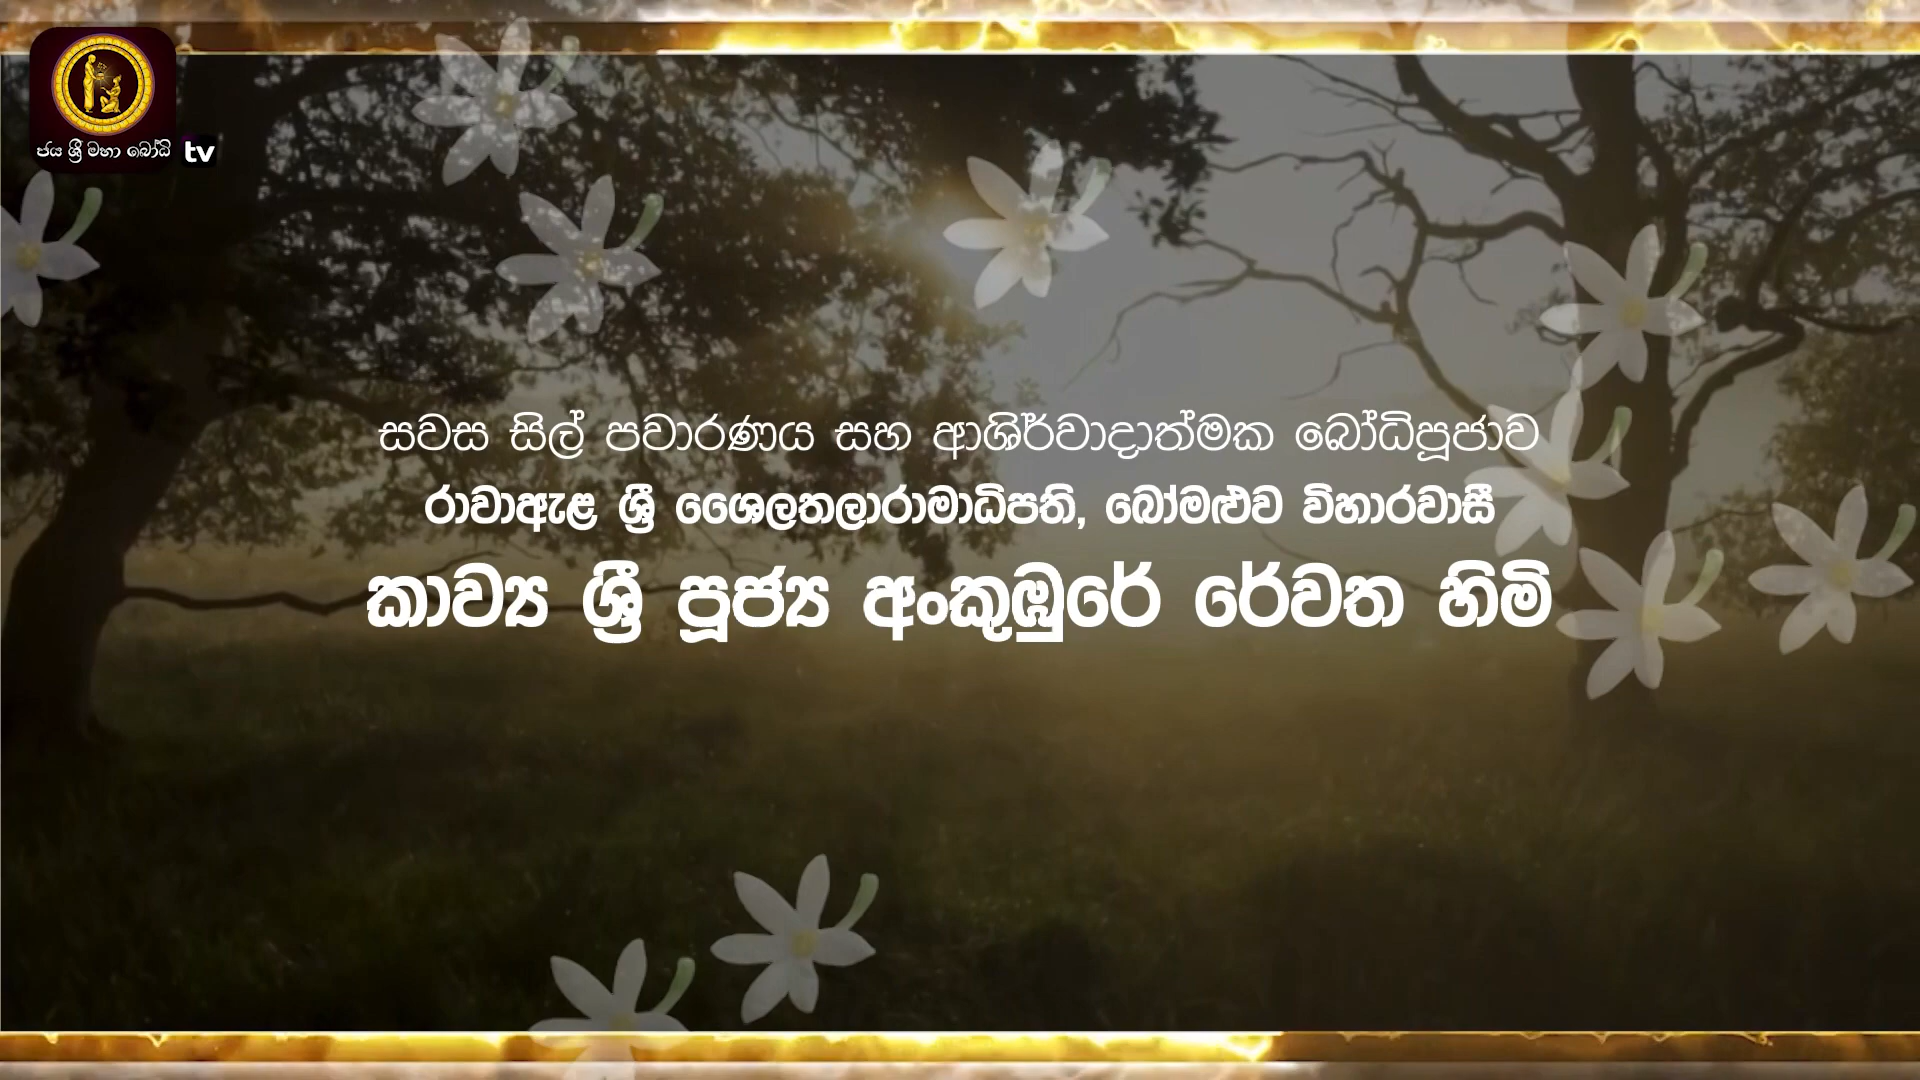 ජය ශ්‍රී මහා බෝධි tv
සවස සිල් පවාරණය සහ ආශිර්වාදාත්මක බෝධිපූජාව
රාවාඇළ ශ්‍රී ශෛලතලාරාමාධිපති, බෝමළුව විහාරවාසී
කාව්‍ය ශ්‍රී පූජ්‍ය අංකුඹුරේ රේවත හිමි